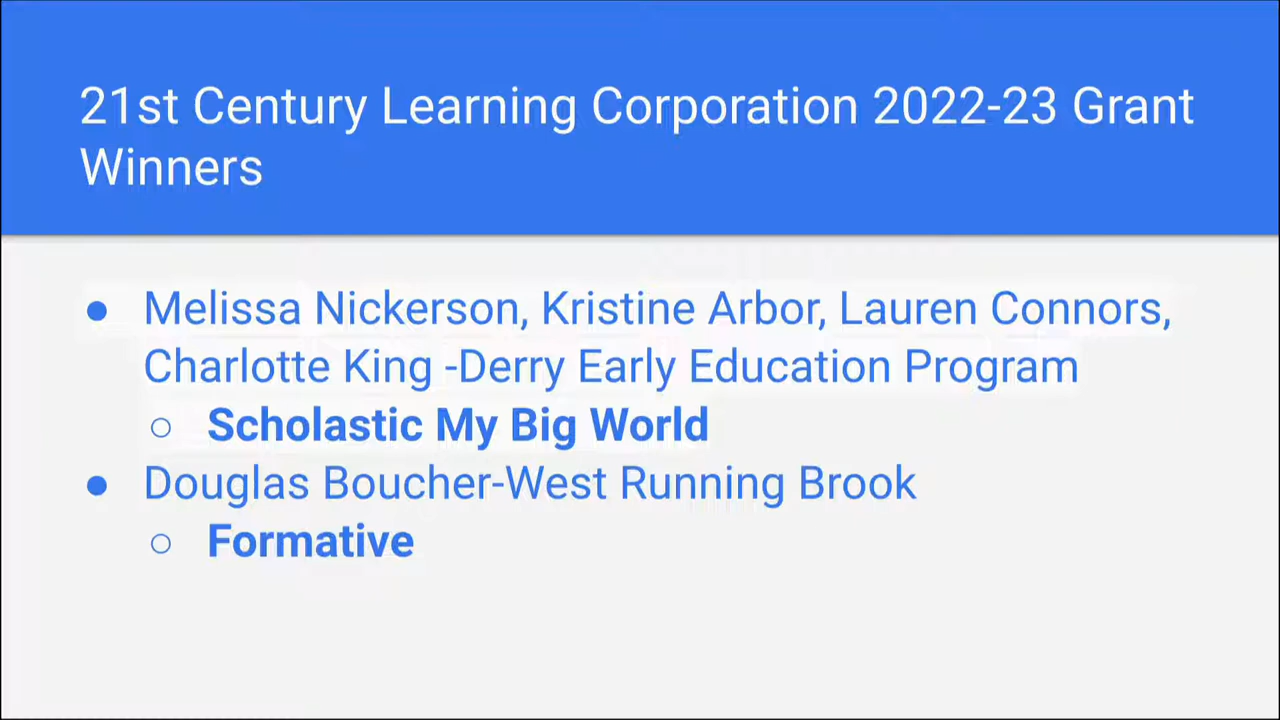 21st Century Learning Corporation 2022-23 Grant
Winners
● Melissa Nickerson, Kristine Arbor, Lauren Connors,
Charlotte King -Derry Early Education Program
○ Scholastic My Big World
● Douglas Boucher-West Running Brook
○ Formative